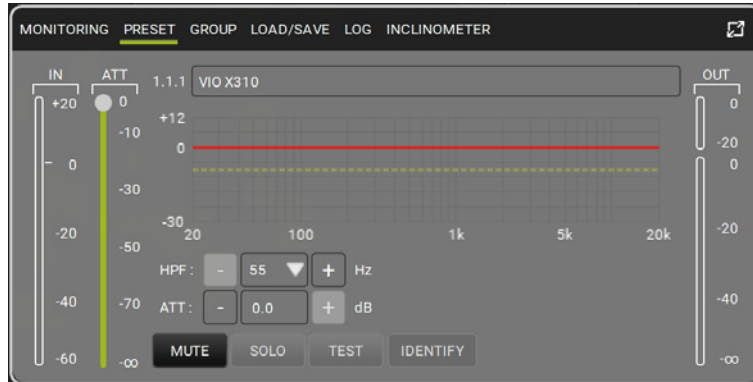 MONITORING PRESET GROUP LOAD/SAVE LOG INCLINOMETER
IN ATT OUT
1.1.1 VIO X310
+20 0 0
+12
-10
0
-20
0 0
-30
-30
20 100 1k 5k 20k
-20 -20
-50
HPF: - 55 + Hz
-40 -70 -40
ATT: - 0.0 + dB
MUTE SOLO TEST IDENTIFY
-60 -∞ -∞